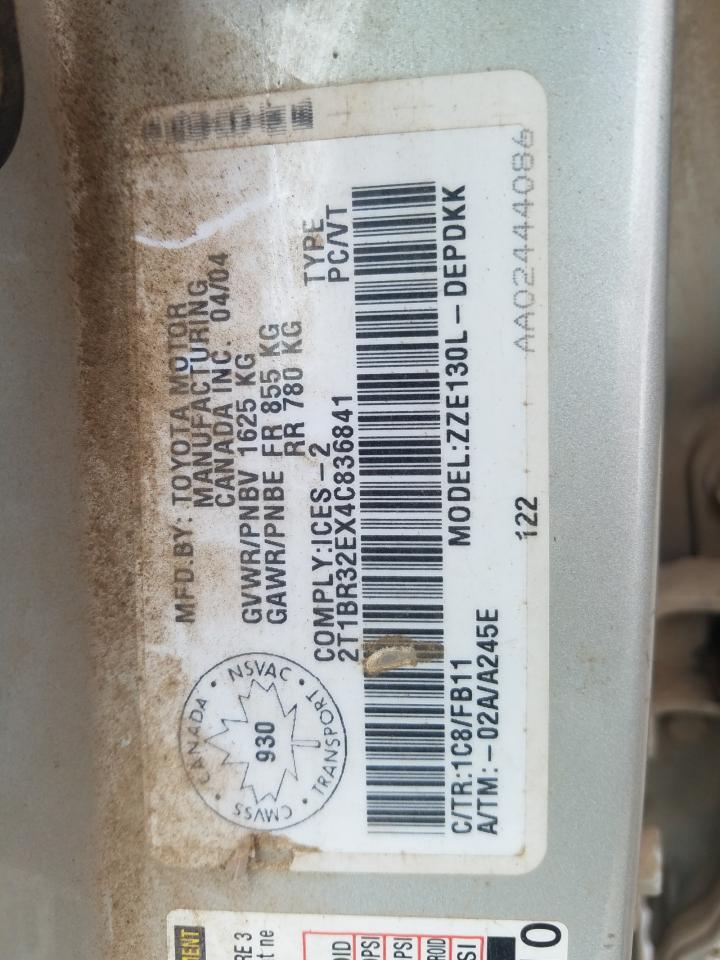 MFD.BY: TOYOTA MOTOR
MANUFACTURING
CANADA INC. 04/04
GVWR/PNBV 1625 KG
GAWR/PNBE FR 855 KG
RR 780 KG
COMPLY:ICES-2
TYPE
PC/VT
2T1BR32EX4C836841
CANADA · NSVAC · TRANSPORT · CMVSS ·
930
C/TR:1C8/FB11
MODEL:ZZE130L-DEPDKK
A/TM:-02A/A245E
122
AA02444086